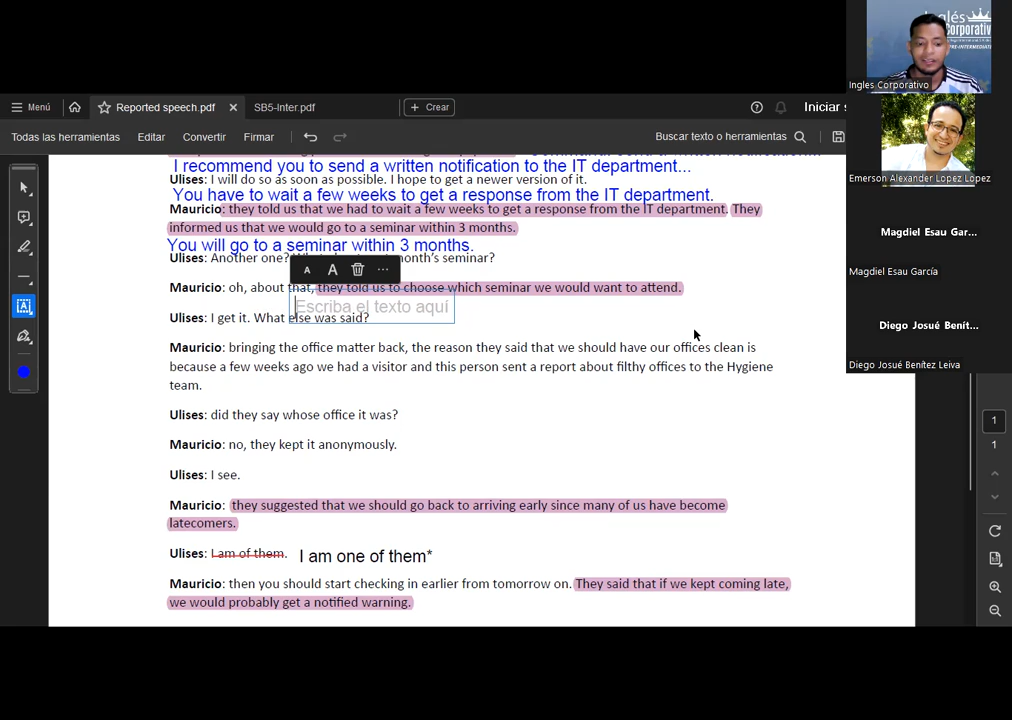 Inglés
Corporativo
PRE-INTERMEDIATE
Ingles Corporativo
Menú
Reported speech.pdf
SB5-Inter.pdf
Crear
Iniciar s
Todas las herramientas
Editar
Convertir
Firmar
Buscar texto o herramientas
I recommend you to send a written notification to the IT department...
Ulises: I will do so as soon as possible. I hope to get a newer version of it.
You have to wait a few weeks to get a response from the IT department.
Mauricio: they told us that we had to wait a few weeks to get a response from the IT department. They
informed us that we would go to a seminar within 3 months.
You will go to a seminar within 3 months.
Ulises: Another one? month's seminar?
A A ...
Mauricio: oh, about that, they told us to choose which seminar we would want to attend.
Escriba el texto aquí
Ulises: I get it. What else was said?
Mauricio: bringing the office matter back, the reason they said that we should have our offices clean is
because a few weeks ago we had a visitor and this person sent a report about filthy offices to the Hygiene
team.
Ulises: did they say whose office it was?
Mauricio: no, they kept it anonymously.
Ulises: I see.
Mauricio: they suggested that we should go back to arriving early since many of us have become
latecomers.
Ulises: I am of them. I am one of them*
Mauricio: then you should start checking in earlier from tomorrow on. They said that if we kept coming late,
we would probably get a notified warning.
Emerson Alexander Lopez Lopez
Magdiel Esau Gar...
Magdiel Esau García
Diego Josué Benít...
Diego Josué Benítez Leiva
1
1